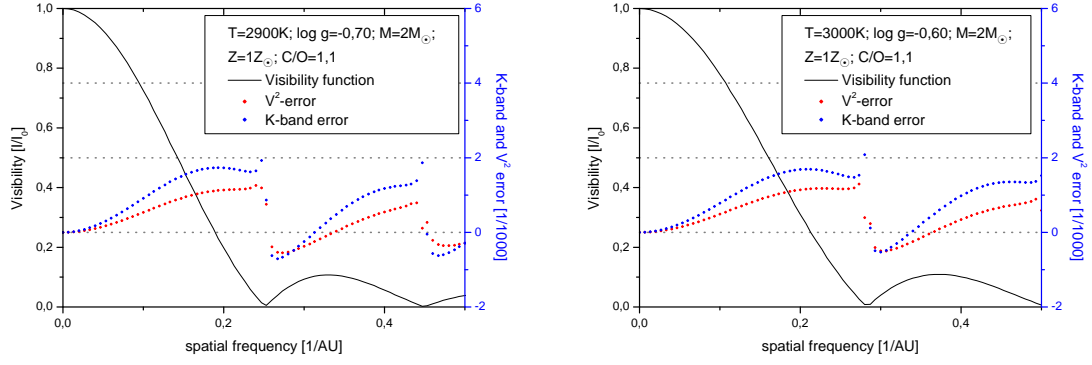 T=2900K; log g=-0,70; M=2M☉;
Z=1Z☉; C/O=1,1
Visibility function
V²-error
K-band error
Visibility [I/I₀]
1,0
0,8
0,6
0,4
0,2
0,0
0,0
0,2
0,4
spatial frequency [1/AU]
6
4
2
0
-2
K-band and V² error [1/1000]
T=3000K; log g=-0,60; M=2M☉;
Z=1Z☉; C/O=1,1
Visibility function
V²-error
K-band error
Visibility [I/I₀]
1,0
0,8
0,6
0,4
0,2
0,0
0,0
0,2
0,4
spatial frequency [1/AU]
6
4
2
0
-2
K-band and V² error [1/1000]